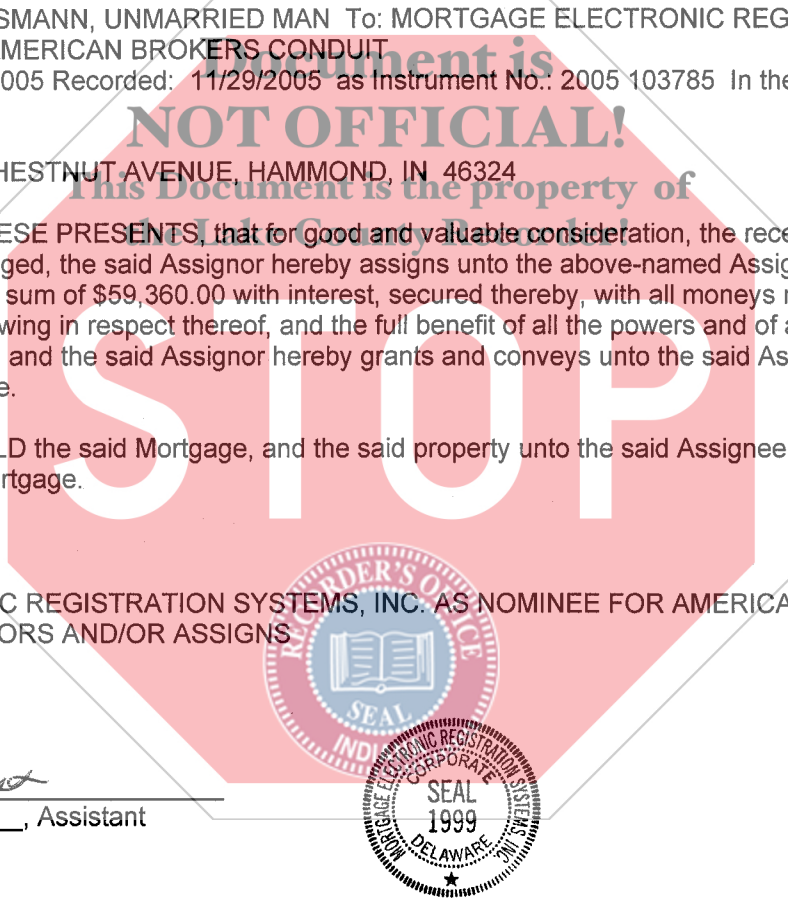 SMANN, UNMARRIED MAN To: MORTGAGE ELECTRONIC REG
AMERICAN BROKERS CONDUIT
Document is
005 Recorded: 11/29/2005 as Instrument No.: 2005 103785 In the
NOT OFFICIAL!
HESTNUT AVENUE, HAMMOND, IN 46324
This Document is the property of
ESE PRESENTS, that for good and valuable consideration, the rece
the Lake County Recorder!
ged, the said Assignor hereby assigns unto the above-named Assig
sum of $59,360.00 with interest, secured thereby, with all moneys
wing in respect thereof, and the full benefit of all the powers and of a
and the said Assignor hereby grants and conveys unto the said As
e.
STOP
LD the said Mortgage, and the said property unto the said Assignee
rtgage.
C REGISTRATION SYSTEMS, INC. AS NOMINEE FOR AMERICA
ORS AND/OR ASSIGNS
RECORDER'S OFFICE
SEAL
INDIANA
, Assistant
MORTGAGE ELECTRONIC REGISTRATION SYSTEMS, INC.
CORPORATE
SEAL
1999
DELAWARE